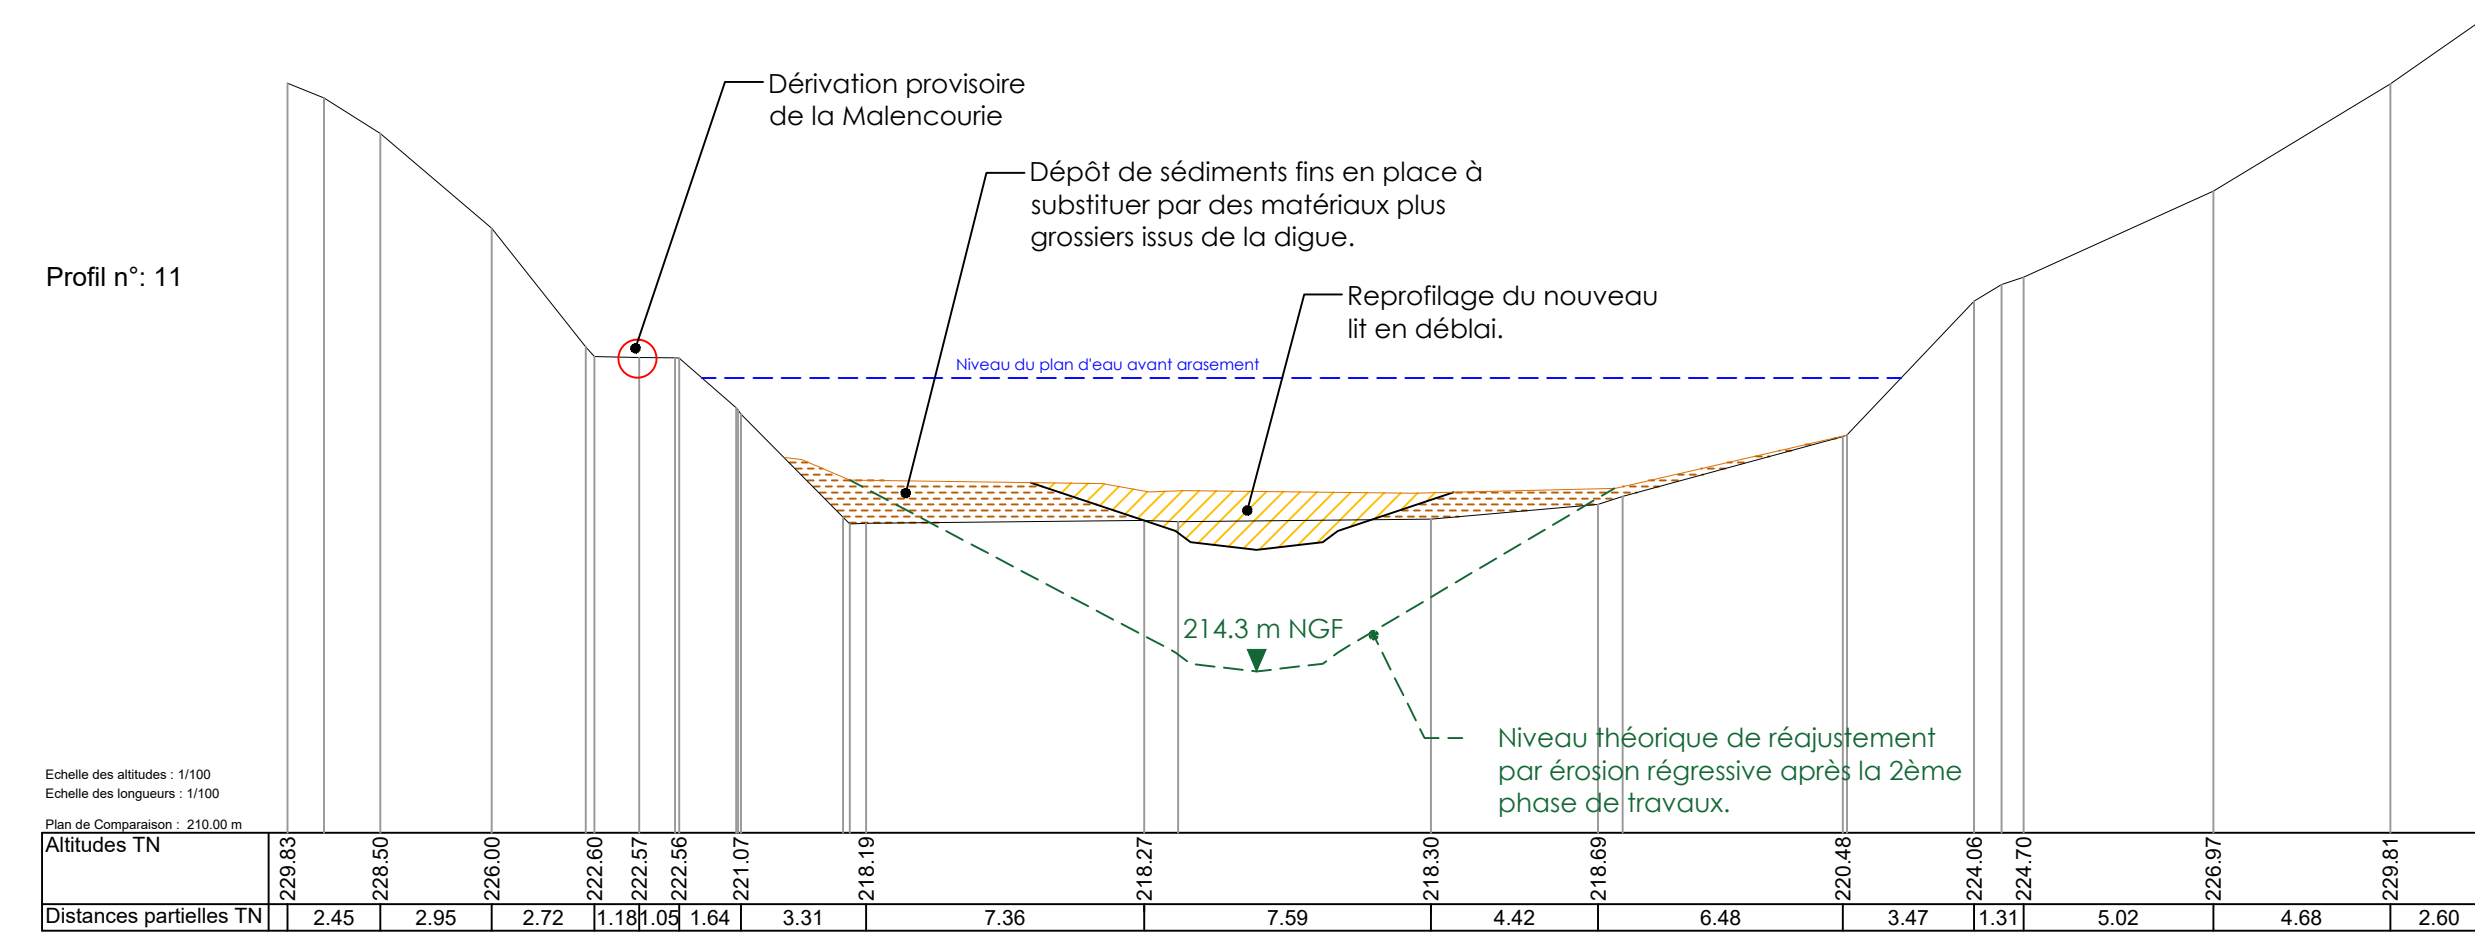 Dérivation provisoire
de la Malencourie
Dépôt de sédiments fins en place à
substituer par des matériaux plus
grossiers issus de la digue.
Profil n°: 11
Reprofilage du nouveau
lit en déblai.
Niveau du plan d'eau avant arasement
214.3 m NGF
Niveau théorique de réajustement
par érosion régressive après la 2ème
phase de travaux.
Echelle des altitudes : 1/100
Echelle des longueurs : 1/100
Plan de Comparaison : 210.00 m
Altitudes TN 229.83 228.50 226.00 222.60 222.57 222.56 221.07 218.19 218.27 218.30 218.69 220.48 224.06 224.70 226.97 229.81
Distances partielles TN 2.45 2.95 2.72 1.18 1.05 1.64 3.31 7.36 7.59 4.42 6.48 3.47 1.31 5.02 4.68 2.60